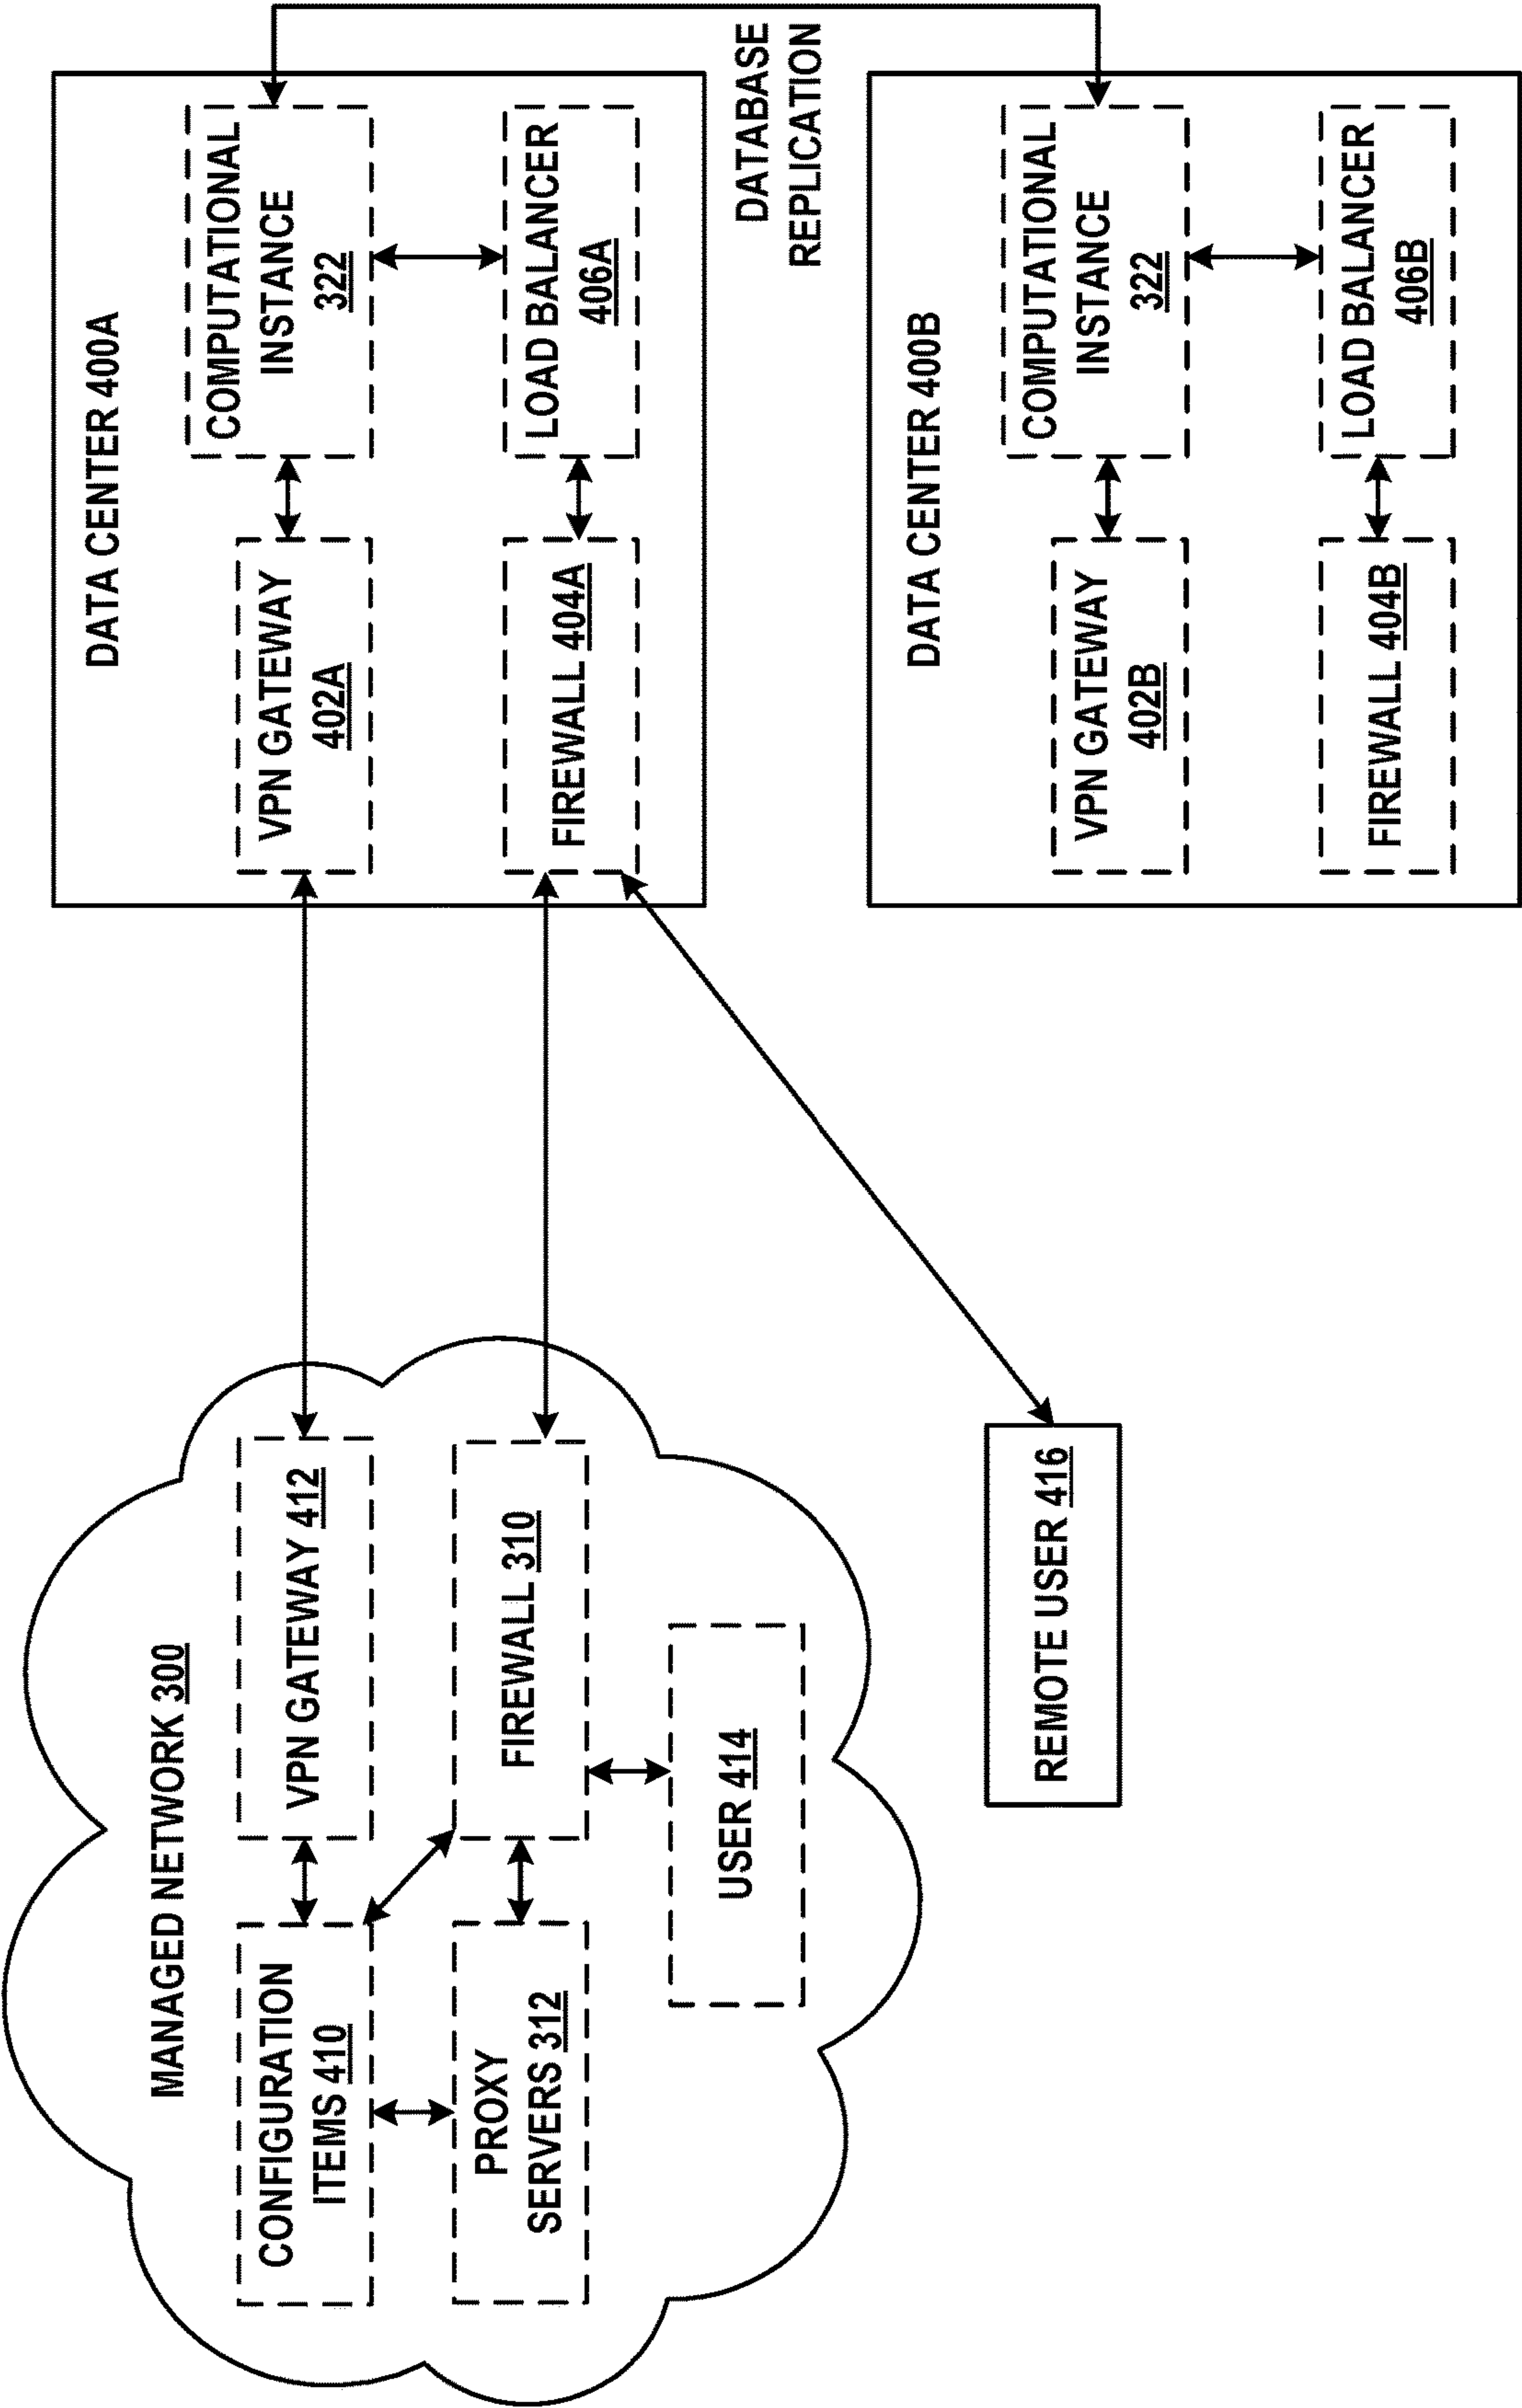 MANAGED NETWORK 300
CONFIGURATION
ITEMS 410
VPN GATEWAY 412
PROXY
SERVERS 312
FIREWALL 310
USER 414
REMOTE USER 416
DATA CENTER 400A
VPN GATEWAY
402A
COMPUTATIONAL
INSTANCE
322
FIREWALL 404A
LOAD BALANCER
406A
DATABASE
REPLICATION
DATA CENTER 400B
VPN GATEWAY
402B
COMPUTATIONAL
INSTANCE
322
FIREWALL 404B
LOAD BALANCER
406B